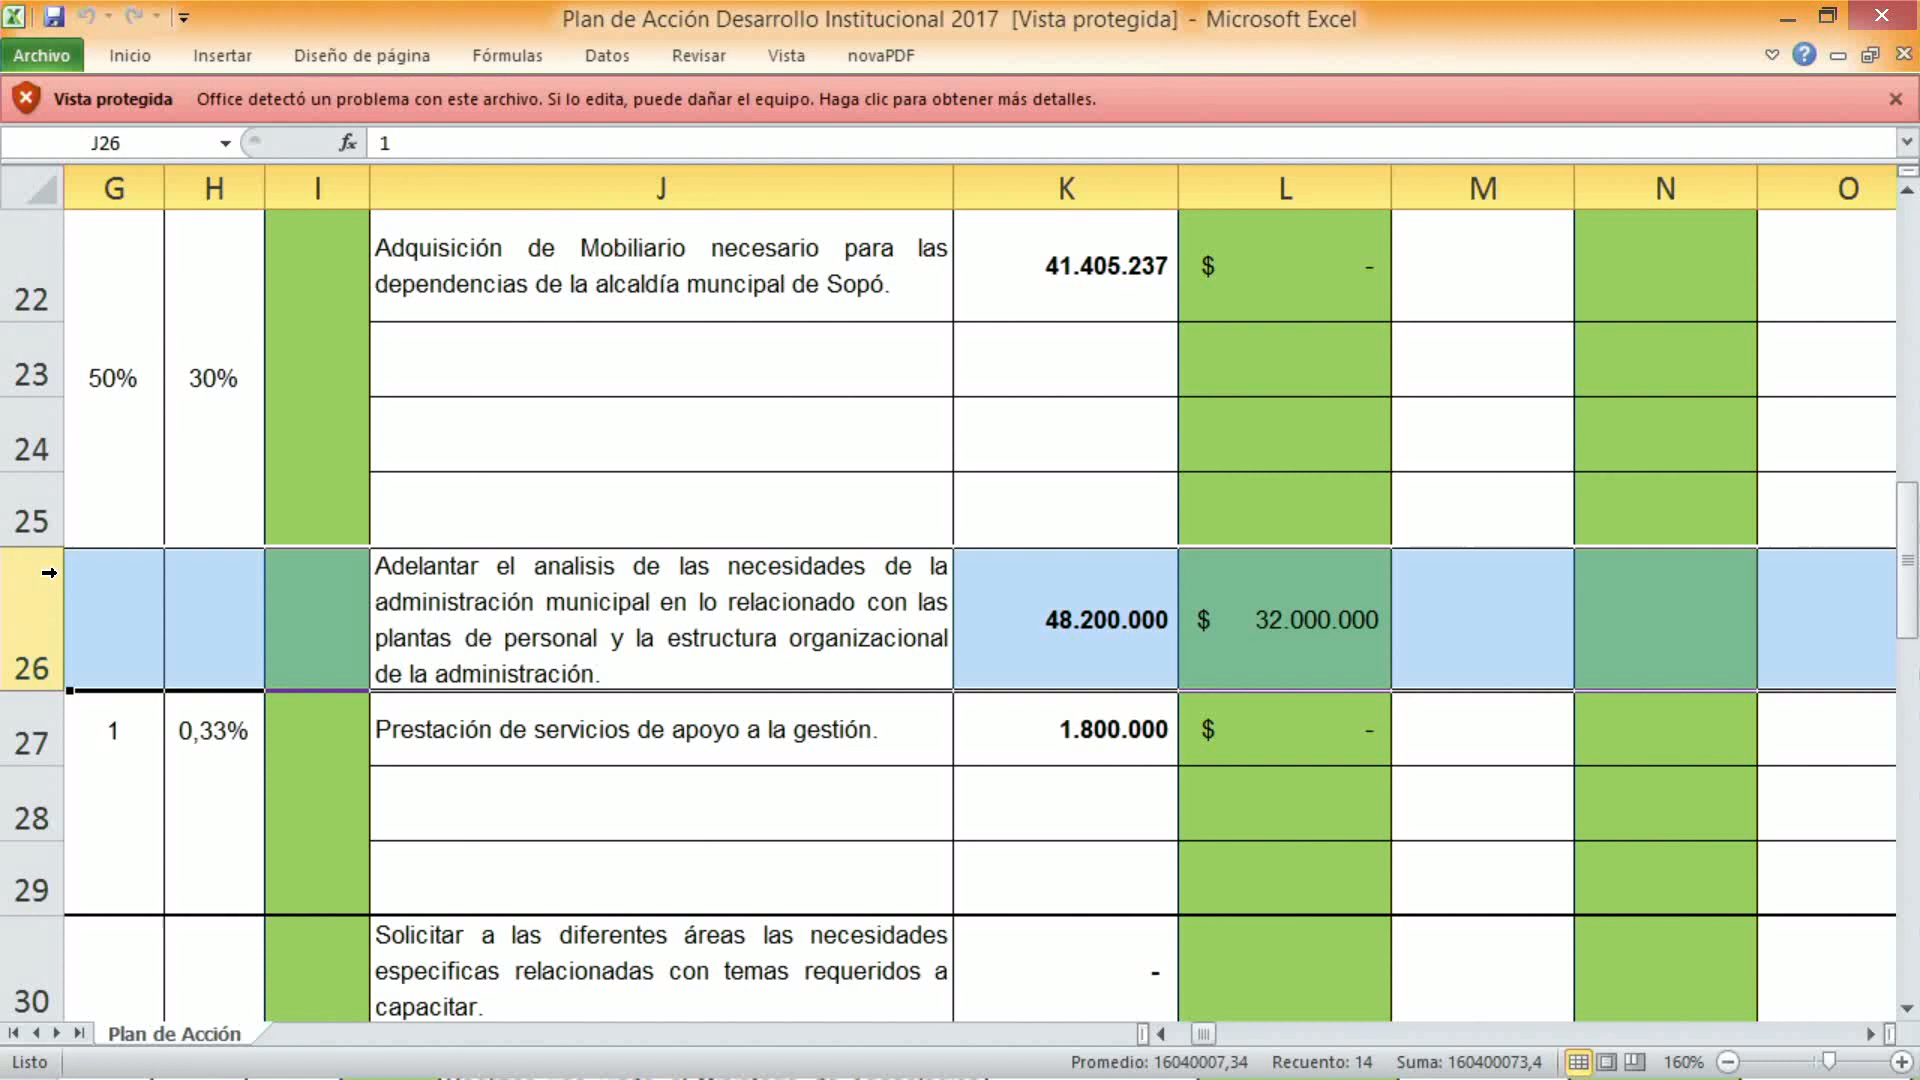 Plan de Acción Desarrollo Institucional 2017 [Vista protegida] - Microsoft Excel
Archivo Inicio Insertar Diseño de página Fórmulas Datos Revisar Vista novaPDF
Vista protegida Office detectó un problema con este archivo. Si lo edita, puede dañar el equipo. Haga clic para obtener más detalles.
J26 fx 1
G H I J K L M N O
22
Adquisición de Mobiliario necesario para las
dependencias de la alcaldía muncipal de Sopó.
41.405.237 $ -
23 50% 30%
24
25
26
Adelantar el analisis de las necesidades de la
administración municipal en lo relacionado con las
plantas de personal y la estructura organizacional
de la administración.
48.200.000 $ 32.000.000
27 1 0,33% Prestación de servicios de apoyo a la gestión. 1.800.000 $ -
28
29
30
Solicitar a las diferentes áreas las necesidades
especificas relacionadas con temas requeridos a
capacitar.
-
Plan de Acción
Listo Promedio: 16040007,34 Recuento: 14 Suma: 160400073,4 160%